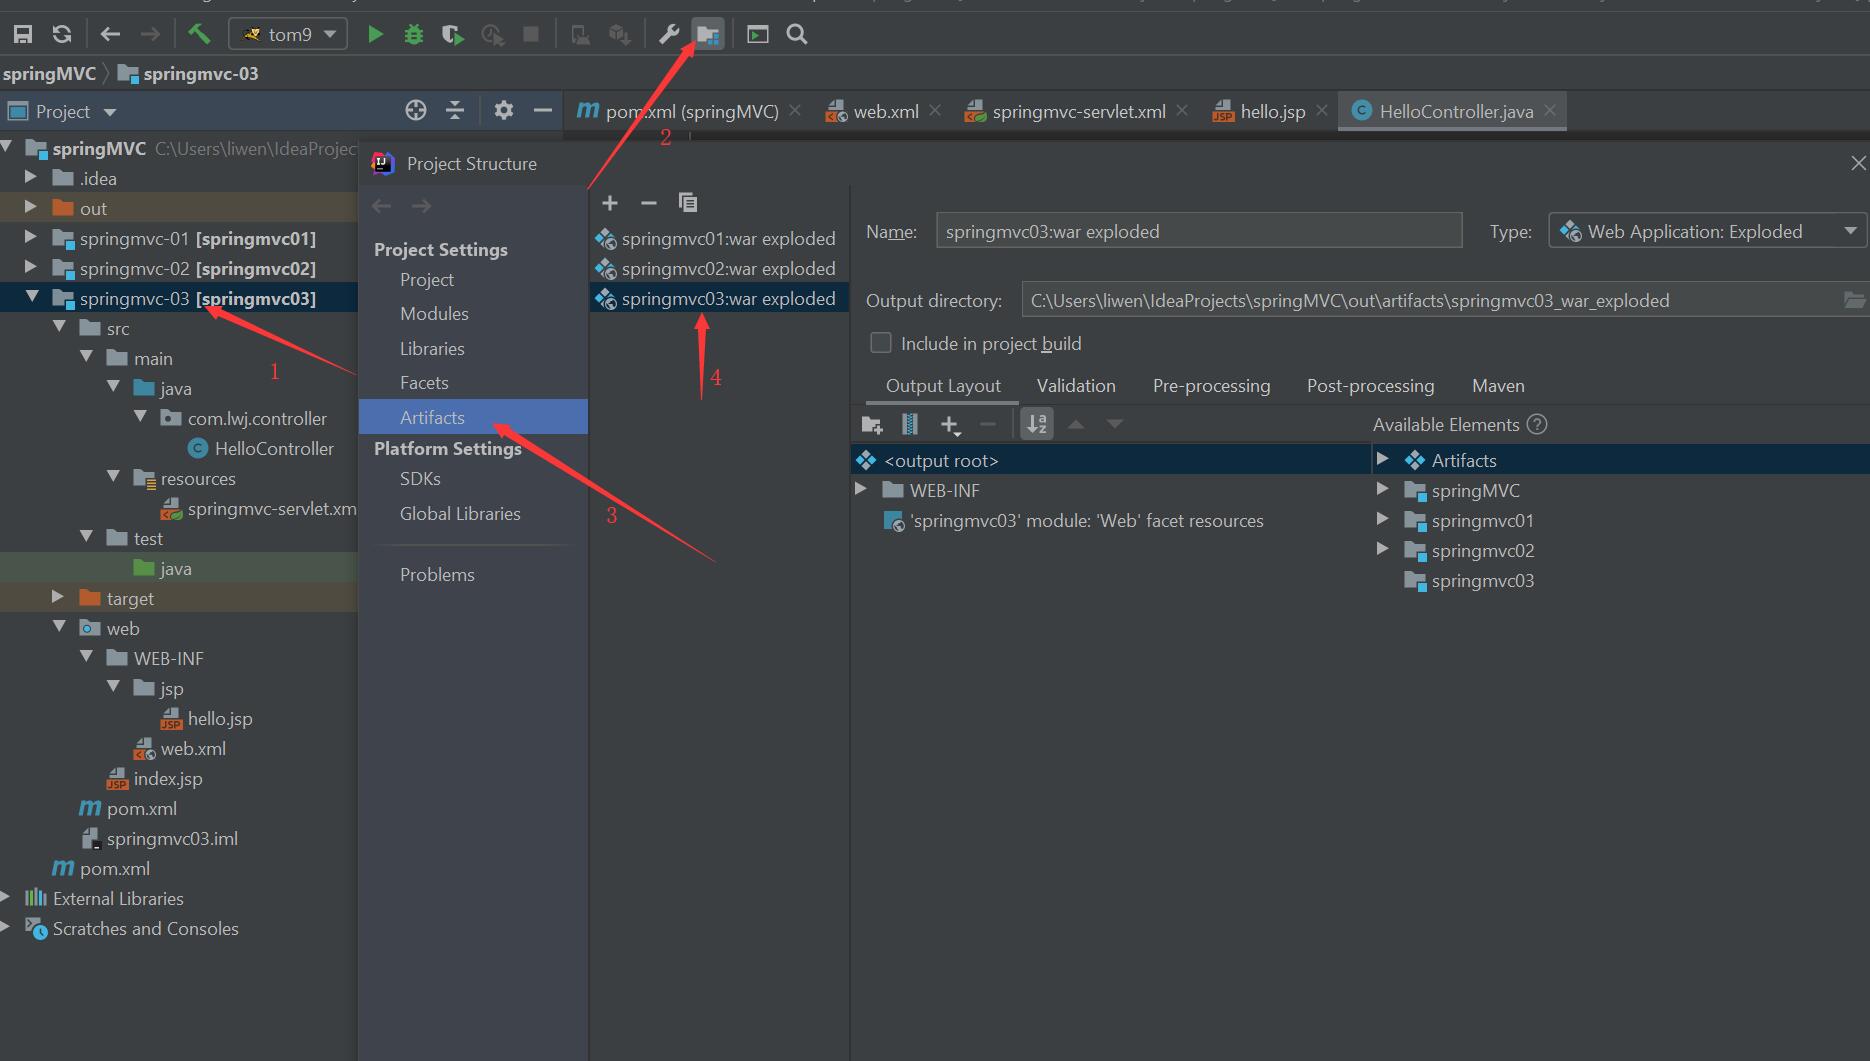 tom9
springMVC
springmvc-03
Project
pom.xml (springMVC)
web.xml
springmvc-servlet.xml
hello.jsp
HelloController.java
2
springMVC C:\Users\liwen\IdeaProjec
.idea
out
springmvc-01 [springmvc01]
springmvc-02 [springmvc02]
springmvc-03 [springmvc03]
src
main
1
java
com.lwj.controller
HelloController
resources
springmvc-servlet.xm
test
java
target
web
WEB-INF
jsp
hello.jsp
web.xml
index.jsp
pom.xml
springmvc03.iml
pom.xml
External Libraries
Scratches and Consoles
Project Structure
Project Settings
Project
Modules
Libraries
Facets
Artifacts
Platform Settings
SDKs
Global Libraries
Problems
3
springmvc01:war exploded
springmvc02:war exploded
springmvc03:war exploded
4
Name: springmvc03:war exploded
Type: Web Application: Exploded
Output directory: C:\Users\liwen\IdeaProjects\springMVC\out\artifacts\springmvc03_war_exploded
Include in project build
Output Layout
Validation
Pre-processing
Post-processing
Maven
Available Elements
<output root>
WEB-INF
'springmvc03' module: 'Web' facet resources
Artifacts
springMVC
springmvc01
springmvc02
springmvc03